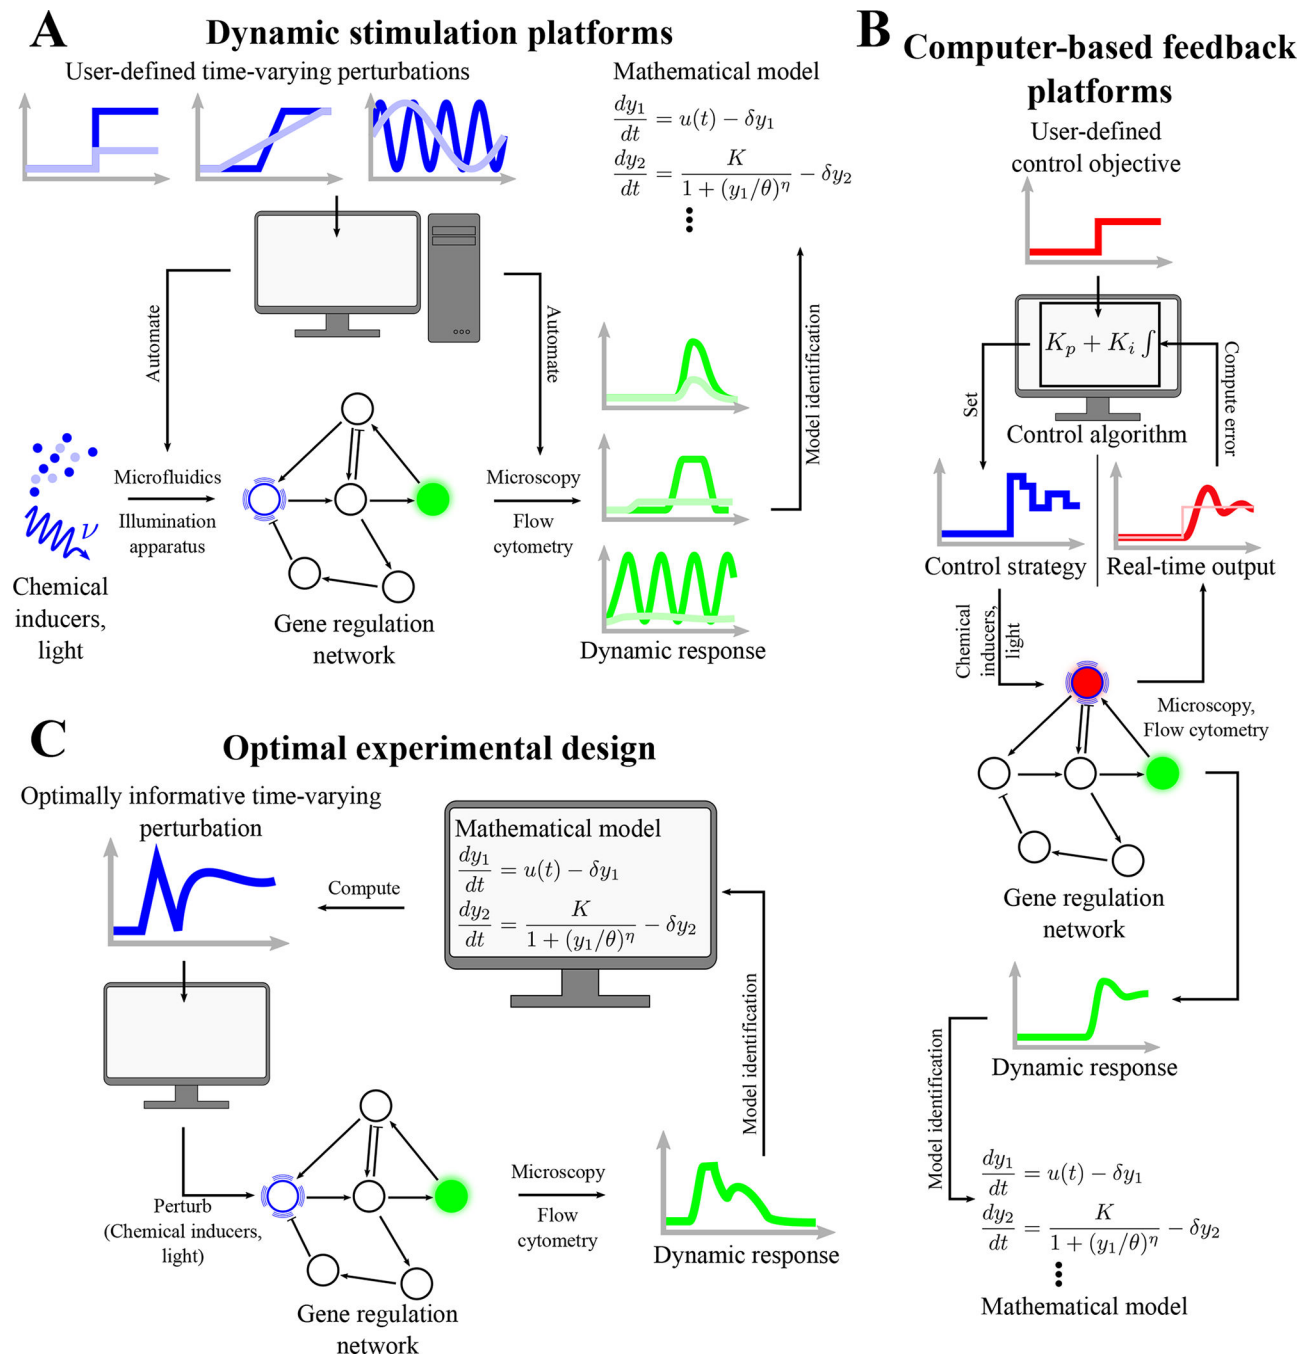 A
Dynamic stimulation platforms
User-defined time-varying perturbations
Mathematical model
dy₁/dt = u(t) − δy₁
dy₂/dt = K/(1 + (y₁/θ)^η) − δy₂
Automate
Automate
Model identification
Microfluidics
Illumination
apparatus
ν
Chemical
inducers,
light
Gene regulation
network
Microscopy
Flow
cytometry
Dynamic response
B
Computer-based feedback
platforms
User-defined
control objective
K_p + K_i ∫
Set
Compute error
Control algorithm
Control strategy
Real-time output
Chemical
inducers,
light
Microscopy,
Flow cytometry
Gene regulation
network
Dynamic response
Model identification
dy₁/dt = u(t) − δy₁
dy₂/dt = K/(1 + (y₁/θ)^η) − δy₂
Mathematical model
C
Optimal experimental design
Optimally informative time-varying
perturbation
Compute
Mathematical model
dy₁/dt = u(t) − δy₁
dy₂/dt = K/(1 + (y₁/θ)^η) − δy₂
Model identification
Perturb
(Chemical inducers,
light)
Gene regulation
network
Microscopy
Flow
cytometry
Dynamic response